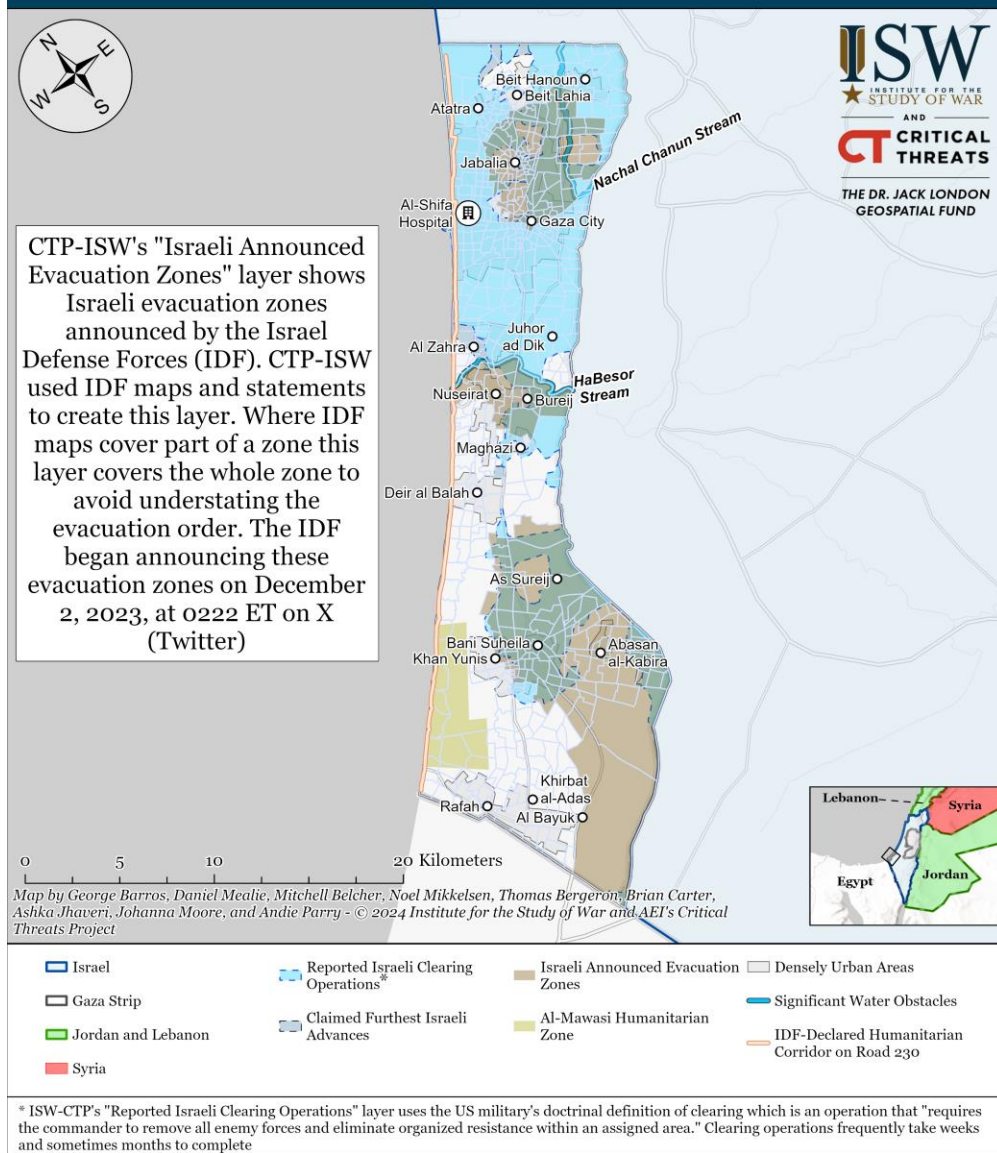 N
E
W
S
ISW
INSTITUTE FOR THE
STUDY OF WAR
AND
CT CRITICAL
THREATS
THE DR. JACK LONDON
GEOSPATIAL FUND
CTP-ISW's "Israeli Announced
Evacuation Zones" layer shows
Israeli evacuation zones
announced by the Israel
Defense Forces (IDF). CTP-ISW
used IDF maps and statements
to create this layer. Where IDF
maps cover part of a zone this
layer covers the whole zone to
avoid understating the
evacuation order. The IDF
began announcing these
evacuation zones on December
2, 2023, at 0222 ET on X
(Twitter)
Beit Hanoun
Beit Lahia
Atatra
Jabalia
Nachal Chanun Stream
Al-Shifa
Hospital
Gaza City
Juhor
ad Dik
Al Zahra
HaBesor
Stream
Nuseirat
Bureij
Maghazi
Deir al Balah
As Sureij
Bani Suheila
Khan Yunis
Abasan
al-Kabira
Khirbat
al-Adas
Rafah
Al Bayuk
Lebanon
Syria
Jordan
Egypt
0 5 10 20 Kilometers
Map by George Barros, Daniel Mealie, Mitchell Belcher, Noel Mikkelsen, Thomas Bergeron, Brian Carter,
Ashka Jhaveri, Johanna Moore, and Andie Parry - © 2024 Institute for the Study of War and AEI's Critical
Threats Project
Israel
Gaza Strip
Jordan and Lebanon
Syria
Reported Israeli Clearing
Operations*
Claimed Furthest Israeli
Advances
Israeli Announced Evacuation
Zones
Al-Mawasi Humanitarian
Zone
Densely Urban Areas
Significant Water Obstacles
IDF-Declared Humanitarian
Corridor on Road 230
* ISW-CTP's "Reported Israeli Clearing Operations" layer uses the US military's doctrinal definition of clearing which is an operation that "requires
the commander to remove all enemy forces and eliminate organized resistance within an assigned area." Clearing operations frequently take weeks
and sometimes months to complete